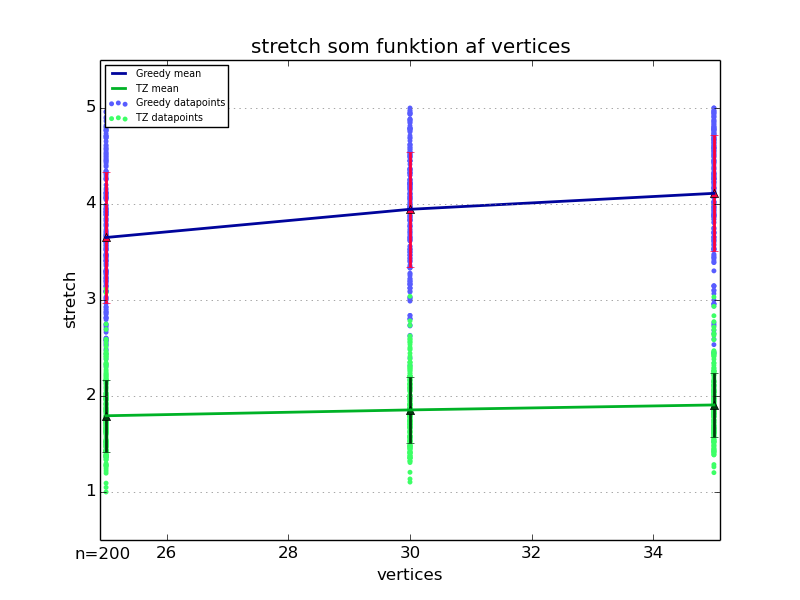 stretch som funktion af vertices
Greedy mean
TZ mean
Greedy datapoints
TZ datapoints
5
4
3
2
1
stretch
n=200
26
28
30
32
34
vertices